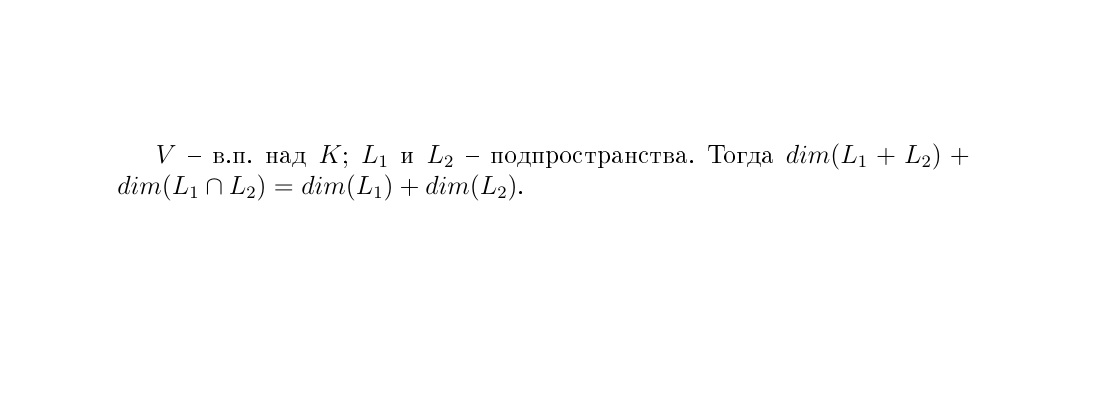 V – в.п. над K; L₁ и L₂ – подпространства. Тогда dim(L₁ + L₂) +
dim(L₁ ∩ L₂) = dim(L₁) + dim(L₂).